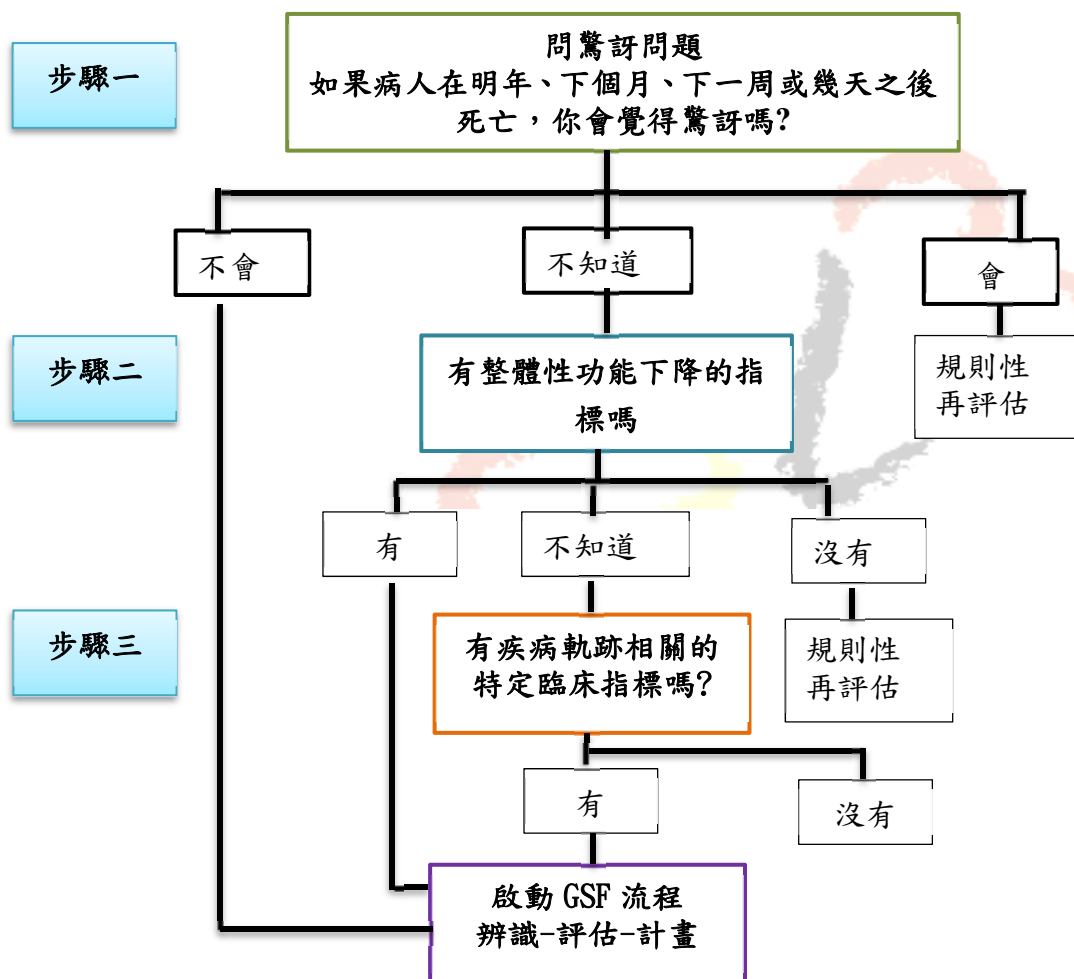 步驟一
問驚訝問題
如果病人在明年、下個月、下一周或幾天之後
死亡，你會覺得驚訝嗎?
不會
不知道
會
步驟二
有整體性功能下降的指
標嗎
規則性
再評估
有
不知道
沒有
步驟三
有疾病軌跡相關的
特定臨床指標嗎?
規則性
再評估
有
沒有
啟動 GSF 流程
辨識-評估-計畫